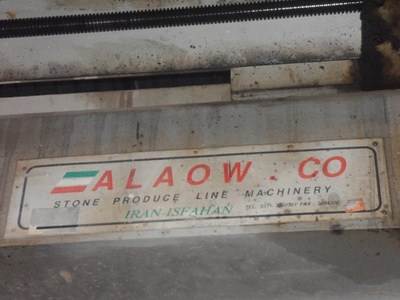 ALAOW. CO
STONE PRODUCE LINE MACHINERY
IRAN-ISFAHAN